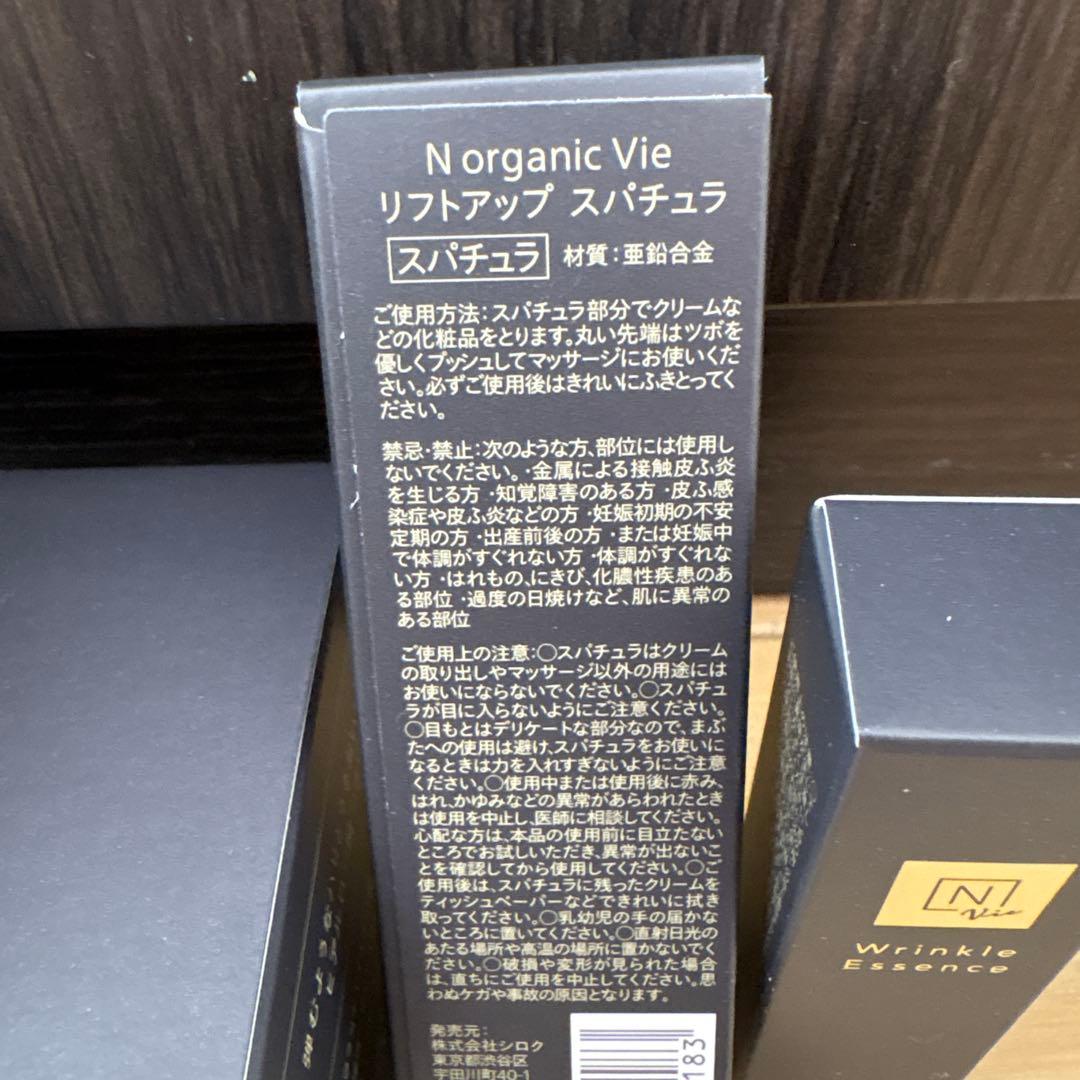 N organic Vie
リフトアップ スパチュラ
スパチュラ 材質:亜鉛合金
ご使用方法:スパチュラ部分でクリームな
どの化粧品をとります。丸い先端はツボを
優しくプッシュしてマッサージにお使いくだ
さい。必ずご使用後はきれいにふきとってく
ださい。
禁忌・禁止:次のような方、部位には使用し
ないでください。・金属による接触皮ふ炎
を生じる方 ・知覚障害のある方 ・皮ふ感
染症や皮ふ炎などの方 ・妊娠初期の不安
定期の方 ・出産前後の方 ・または妊娠中
で体調がすぐれない方 ・体調がすぐれな
い方 ・はれもの、にきび、化膿性疾患のあ
る部位 ・過度の日焼けなど、肌に異常の
ある部位
ご使用上の注意:○スパチュラはクリーム
の取り出しやマッサージ以外の用途には
お使いにならないでください。○スパチュ
ラが目に入らないようにご注意ください。
○目もとはデリケートな部分なので、まぶ
たへの使用は避け、スパチュラをお使いに
なるときは力を入れすぎないようにご注意
ください。○使用中または使用後に赤み、
はれ、かゆみなどの異常があらわれたとき
は使用を中止し、医師に相談してください。
心配な方は、本品の使用前に目立たない
ところでお試しいただき、異常が出ないこ
とを確認してから使用してください。○ご
使用後は、スパチュラに残ったクリームを
ティッシュペーパーなどできれいに拭き
取ってください。○乳幼児の手の届かな
いところに置いてください。○直射日光の
あたる場所や高温の場所に置かないでく
ださい。○破損や変形が見られた場合
は、直ちにご使用を中止してください。思
わぬケガや事故の原因となります。
発売元:
株式会社シロク
東京都渋谷区
宇田川町40-1
183
N
Vie
Wrinkle
Essence